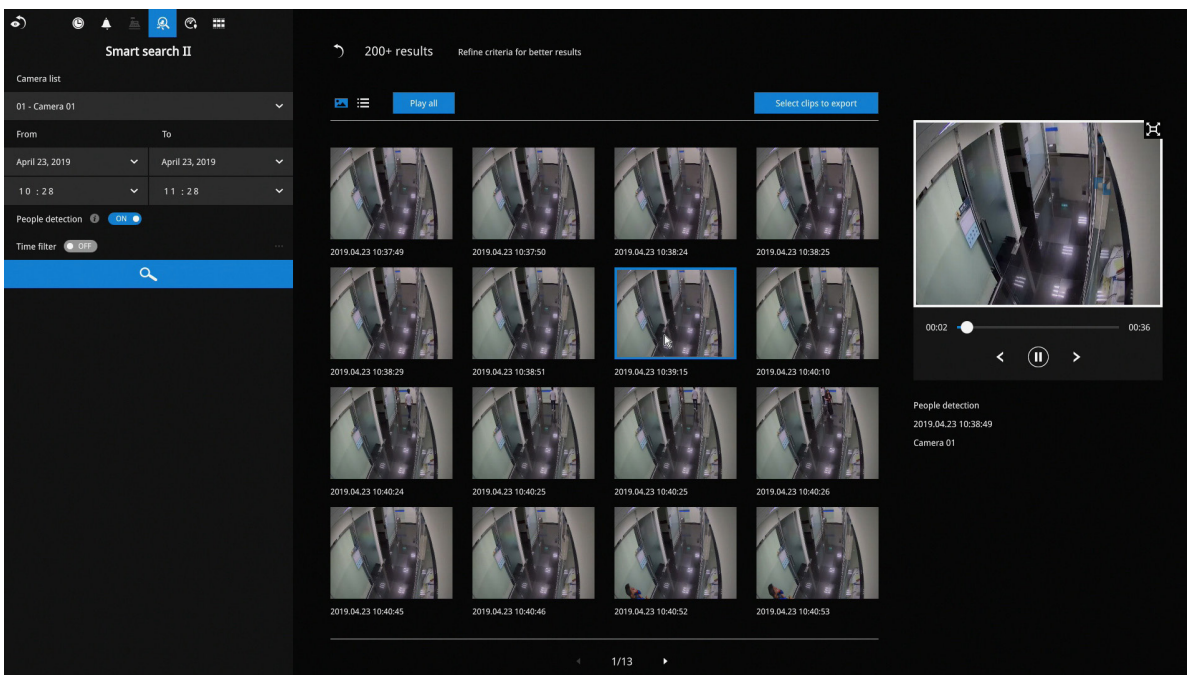 Smart search II
Camera list
01 - Camera 01
From To
April 23, 2019 April 23, 2019
10 : 28 11 : 28
People detection ON
Time filter OFF
200+ results Refine criteria for better results
Play all Select clips to export
2019.04.23 10:37:49 2019.04.23 10:37:50 2019.04.23 10:38:24 2019.04.23 10:38:25
2019.04.23 10:38:29 2019.04.23 10:38:51 2019.04.23 10:39:15 2019.04.23 10:40:10
2019.04.23 10:40:24 2019.04.23 10:40:25 2019.04.23 10:40:25 2019.04.23 10:40:26
2019.04.23 10:40:45 2019.04.23 10:40:46 2019.04.23 10:40:52 2019.04.23 10:40:53
1/13
00:02 00:36
People detection
2019.04.23 10:38:49
Camera 01